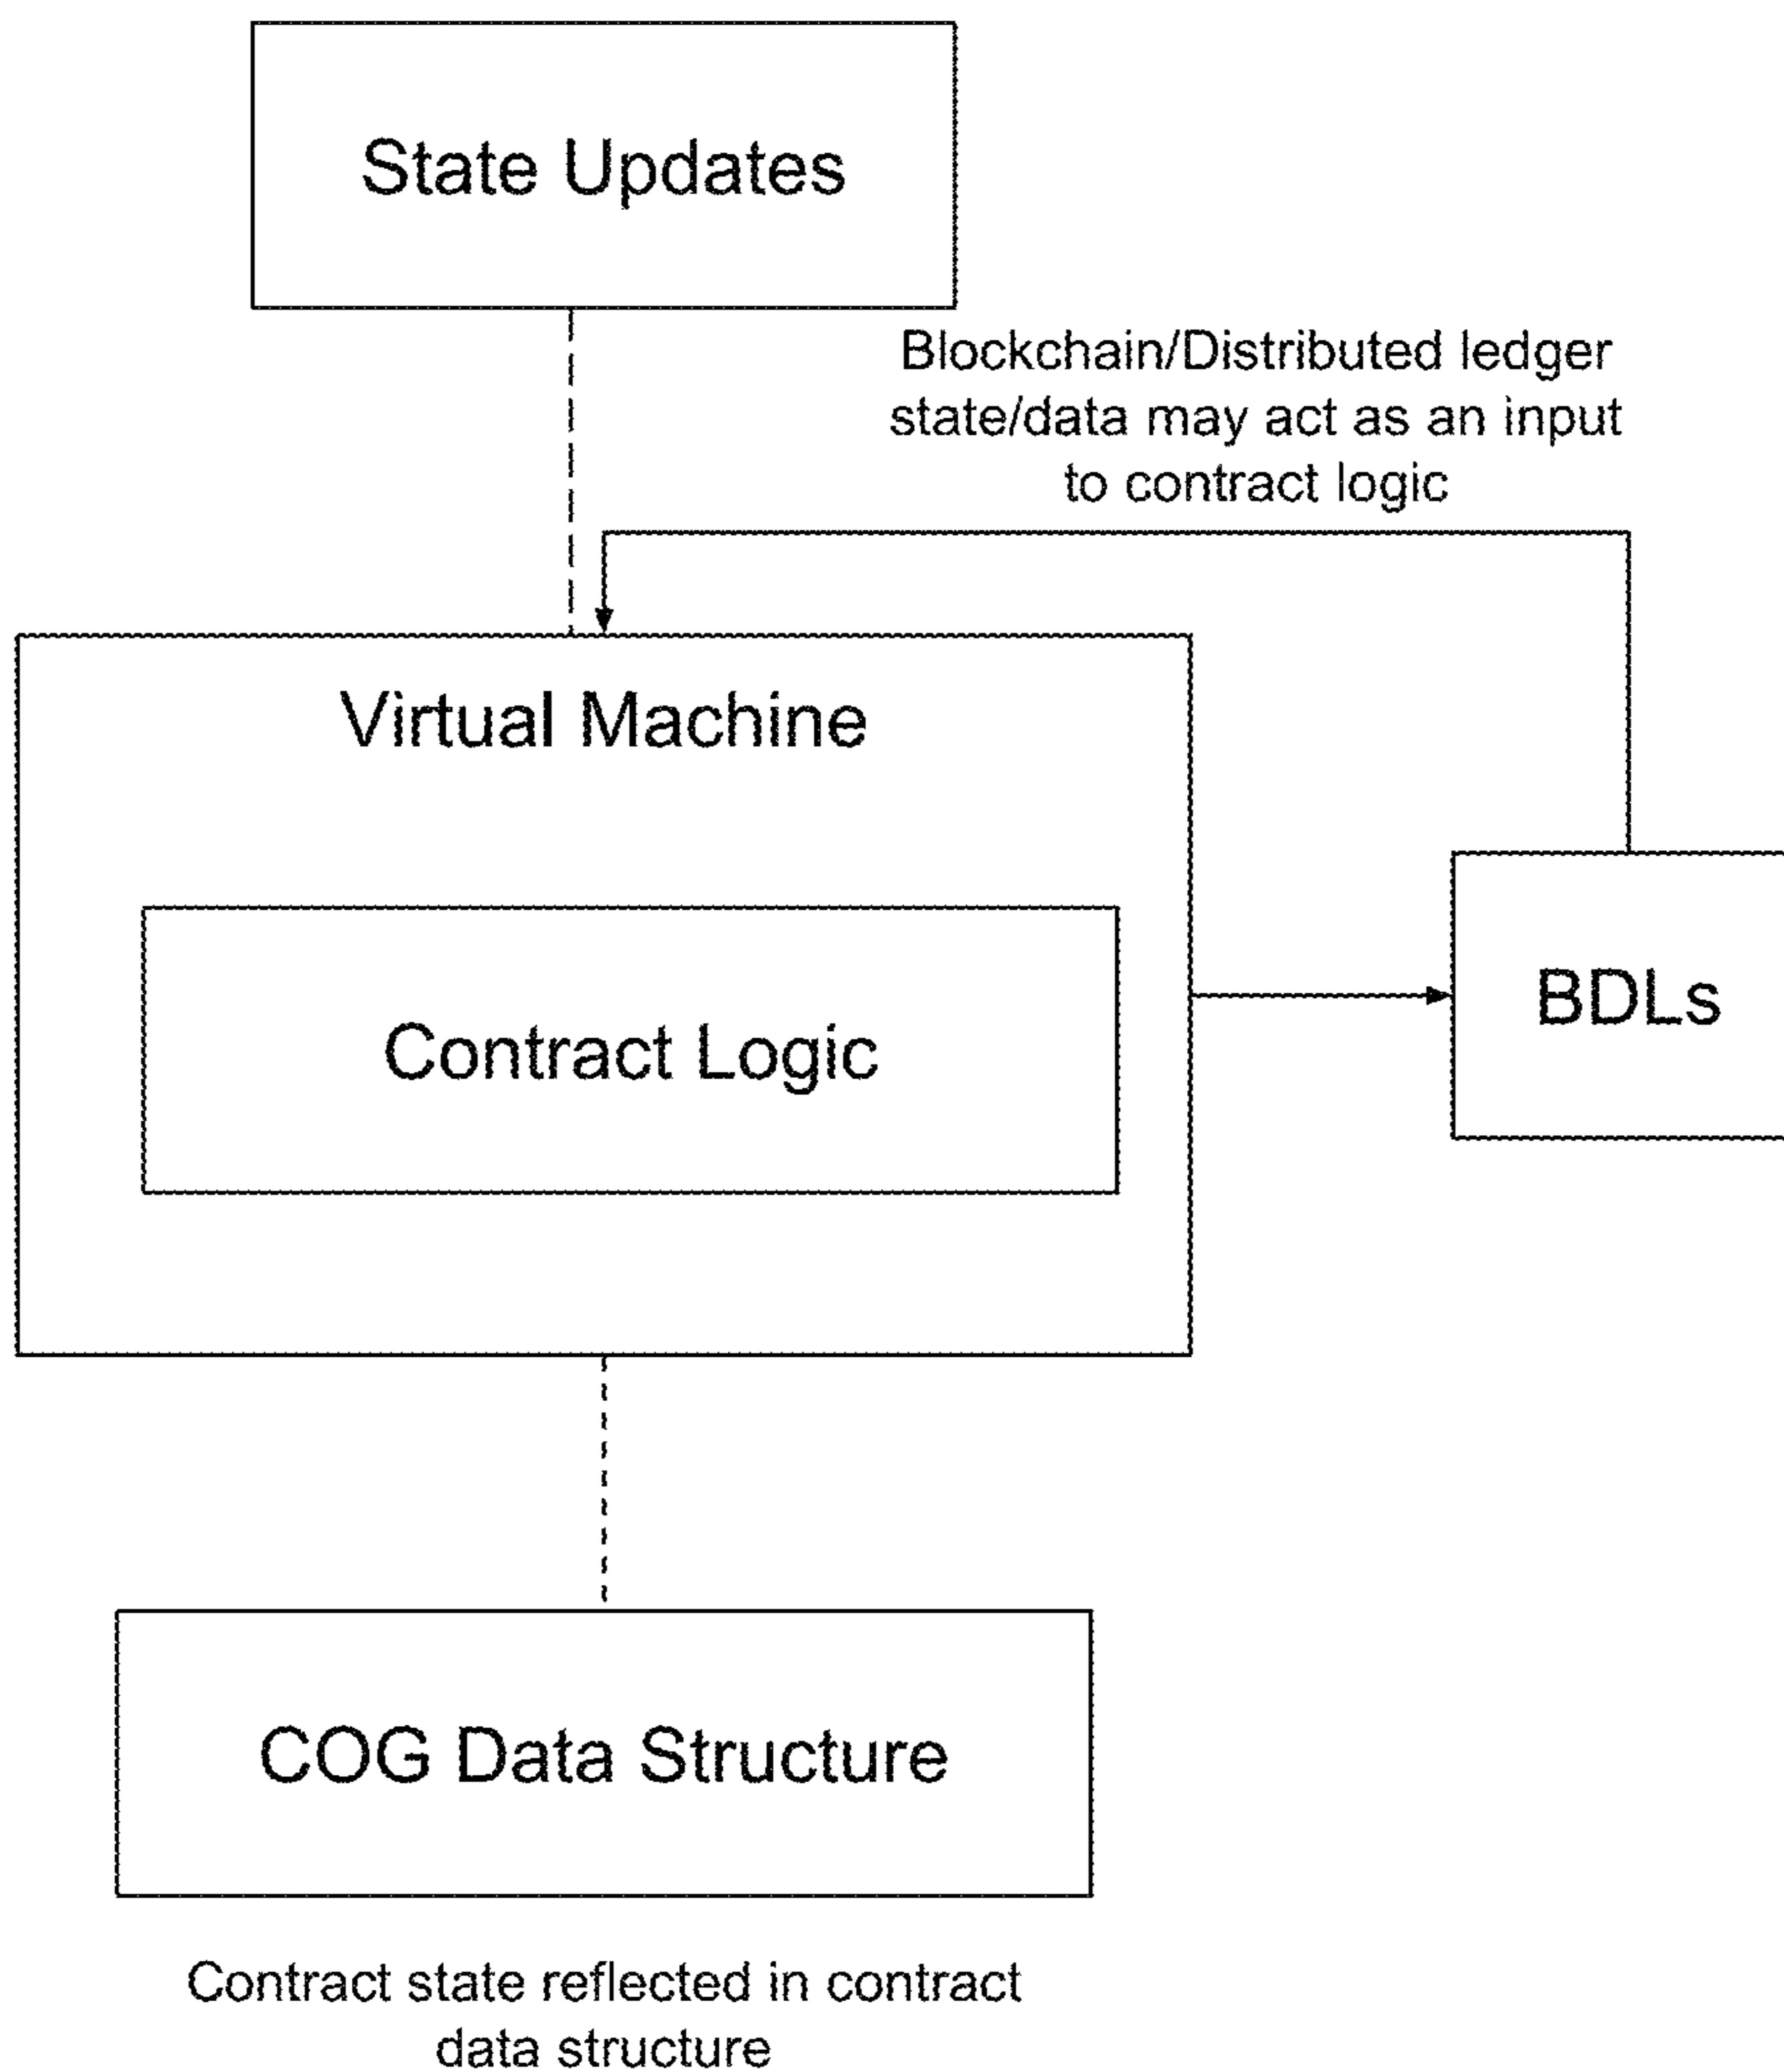 State Updates
Blockchain/Distributed ledger
state/data may act as an input
to contract logic
Virtual Machine
Contract Logic
BDLs
COG Data Structure
Contract state reflected in contract
data structure